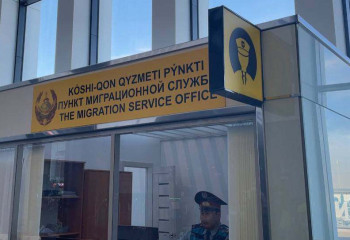 KÓSHI-QON QYZMETI PÝNKTI
ПУНКТ МИГРАЦИОННОЙ СЛУЖБЫ
THE MIGRATION SERVICE OFFICE